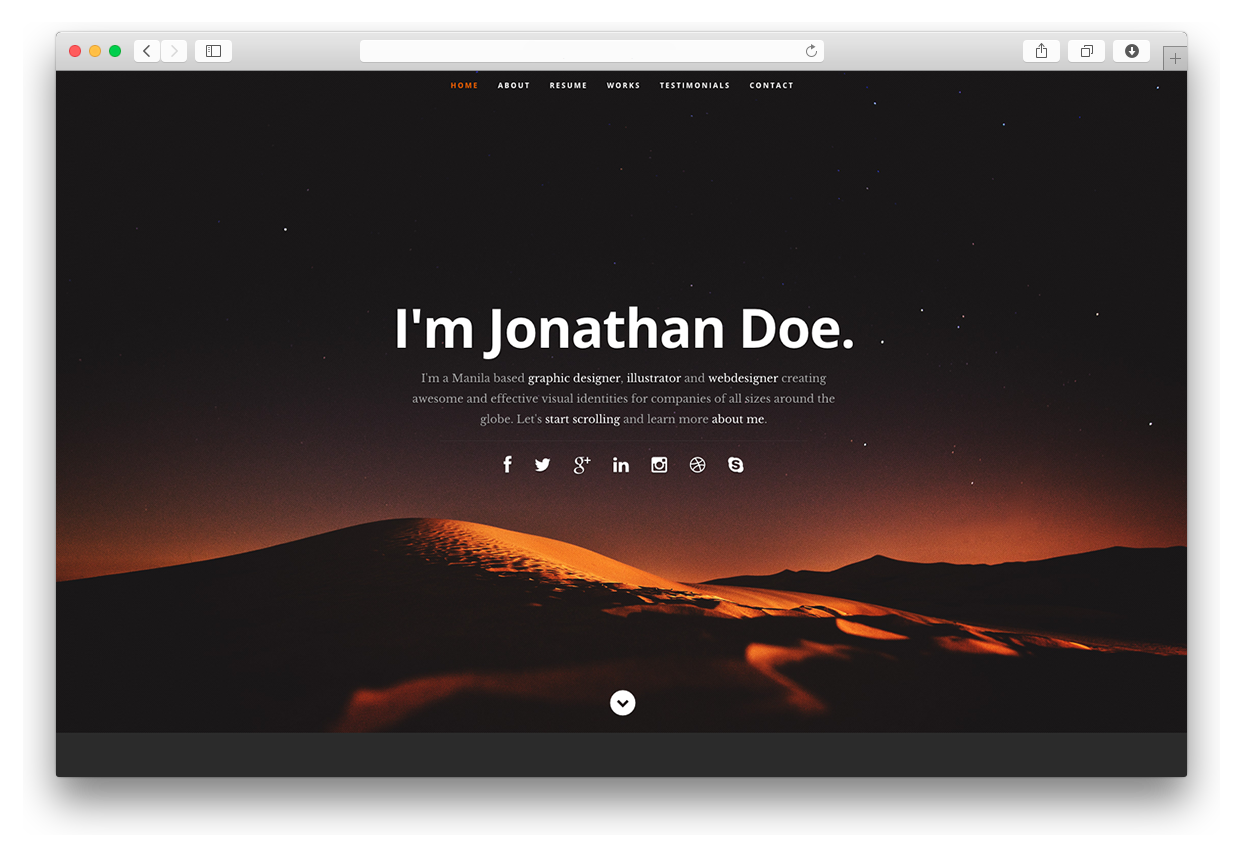 HOME ABOUT RESUME WORKS TESTIMONIALS CONTACT
I'm Jonathan Doe.
I'm a Manila based graphic designer, illustrator and webdesigner creating
awesome and effective visual identities for companies of all sizes around the
globe. Let's start scrolling and learn more about me.